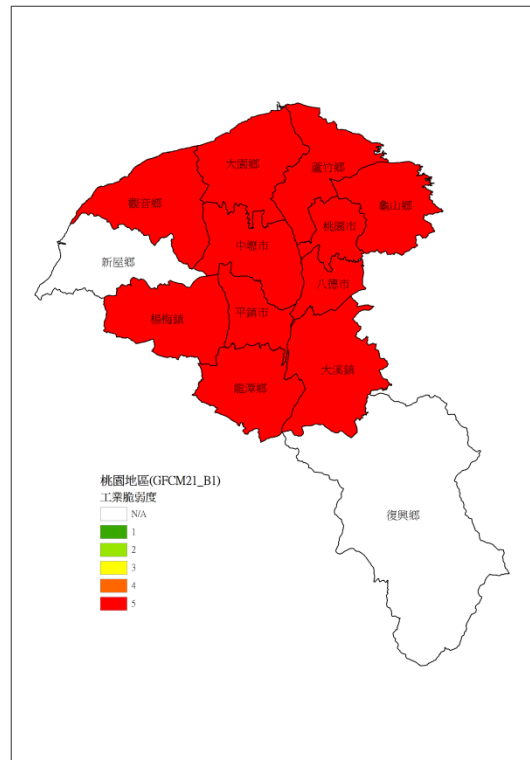 大園鄉
蘆竹鄉
觀音鄉
龜山鄉
桃園市
中壢市
新屋鄉
八德市
楊梅鎮
平鎮市
大溪鎮
龍潭鄉
復興鄉
桃園地區(GFCM21_B1)
工業脆弱度
N/A
1
2
3
4
5